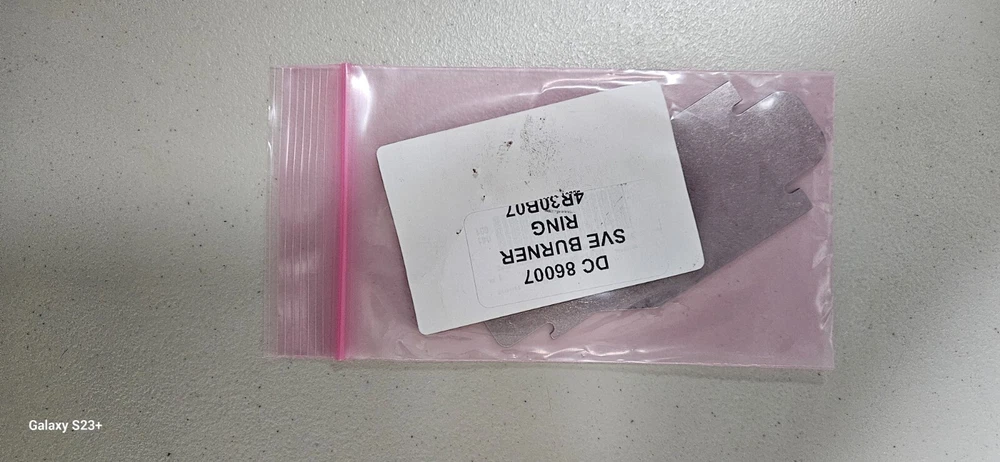 DC 86007
SVE BURNER
RING
4R30B07
Galaxy S23+